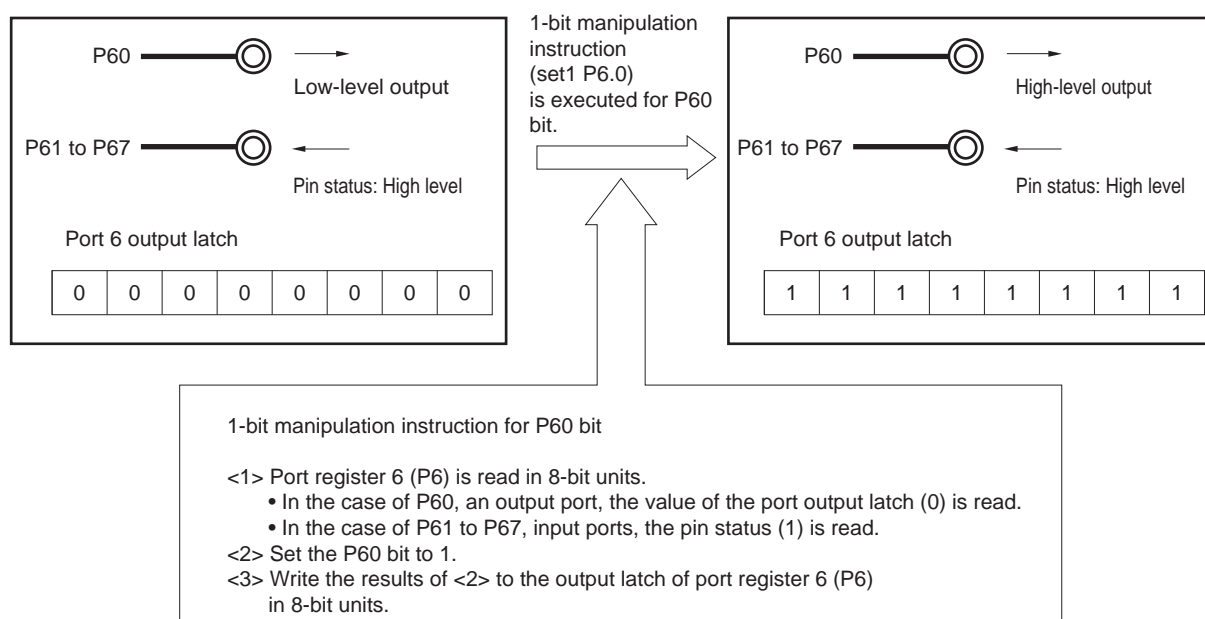 P60
Low-level output
P61 to P67
Pin status: High level
Port 6 output latch
0 0 0 0 0 0 0 0
1-bit manipulation
instruction
(set1 P6.0)
is executed for P60
bit.
P60
High-level output
P61 to P67
Pin status: High level
Port 6 output latch
1 1 1 1 1 1 1 1
1-bit manipulation instruction for P60 bit
<1> Port register 6 (P6) is read in 8-bit units.
• In the case of P60, an output port, the value of the port output latch (0) is read.
• In the case of P61 to P67, input ports, the pin status (1) is read.
<2> Set the P60 bit to 1.
<3> Write the results of <2> to the output latch of port register 6 (P6)
in 8-bit units.